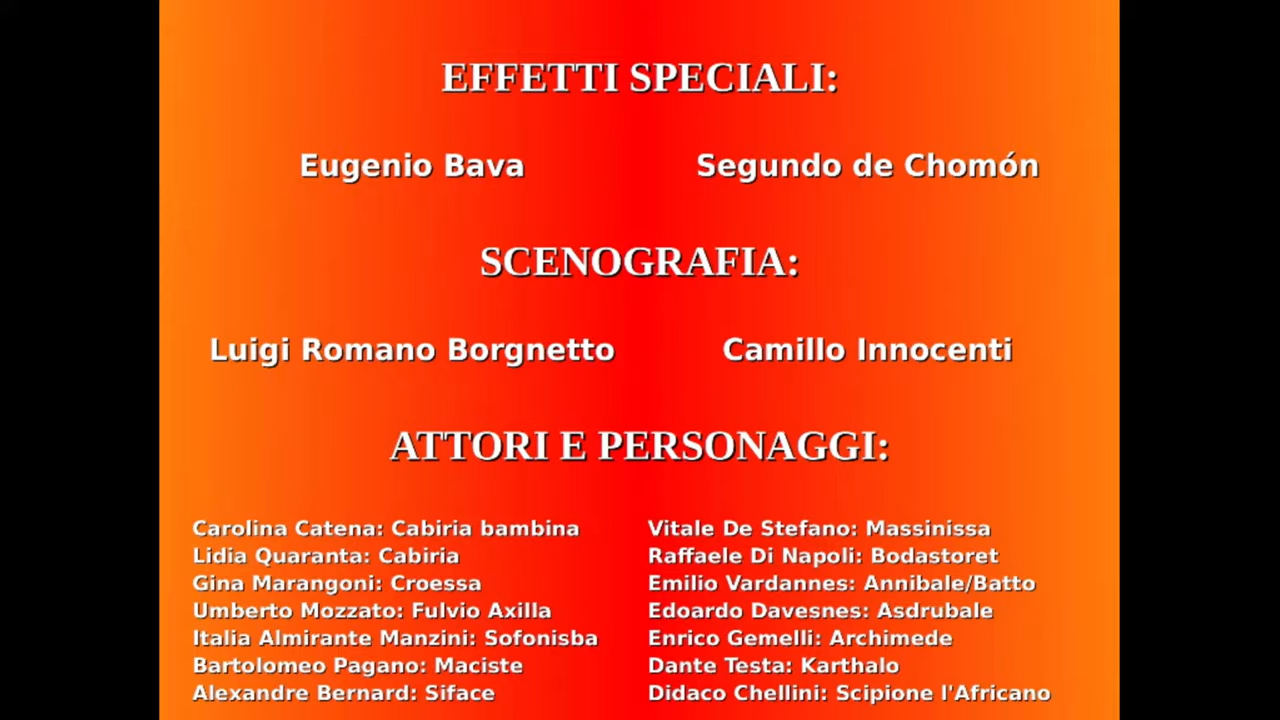 EFFETTI SPECIALI:
Eugenio Bava Segundo de Chomón
SCENOGRAFIA:
Luigi Romano Borgnetto Camillo Innocenti
ATTORI E PERSONAGGI:
Carolina Catena: Cabiria bambina
Lidia Quaranta: Cabiria
Gina Marangoni: Croessa
Umberto Mozzato: Fulvio Axilla
Italia Almirante Manzini: Sofonisba
Bartolomeo Pagano: Maciste
Alexandre Bernard: Siface
Vitale De Stefano: Massinissa
Raffaele Di Napoli: Bodastoret
Emilio Vardannes: Annibale/Batto
Edoardo Davesnes: Asdrubale
Enrico Gemelli: Archimede
Dante Testa: Karthalo
Didaco Chellini: Scipione l'Africano